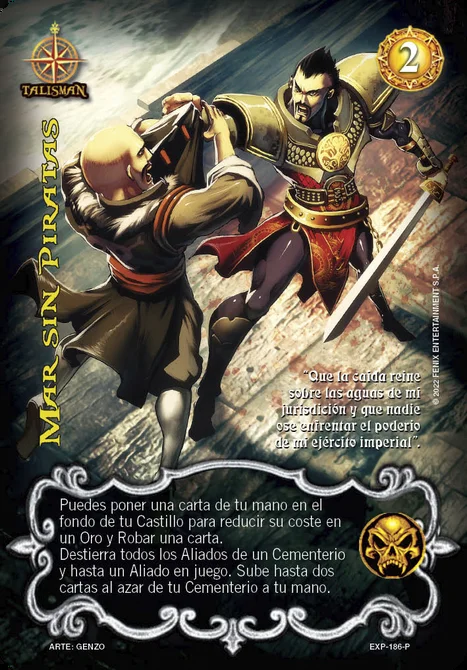 2
TALISMAN
MAR SIN PIRATAS
© 2022 FENIX ENTERTAINMENT S.P.A.
"Que la caída reine
sobre las aguas de mi
jurisdicción y que nadie
ose enfrentar el poderío
de mi ejército imperial".
Puedes poner una carta de tu mano en el
fondo de tu Castillo para reducir su coste en
un Oro y Robar una carta.
Destierra todos los Aliados de un Cementerio
y hasta un Aliado en juego. Sube hasta dos
cartas al azar de tu Cementerio a tu mano.
ARTE: GENZO
EXP-186-P